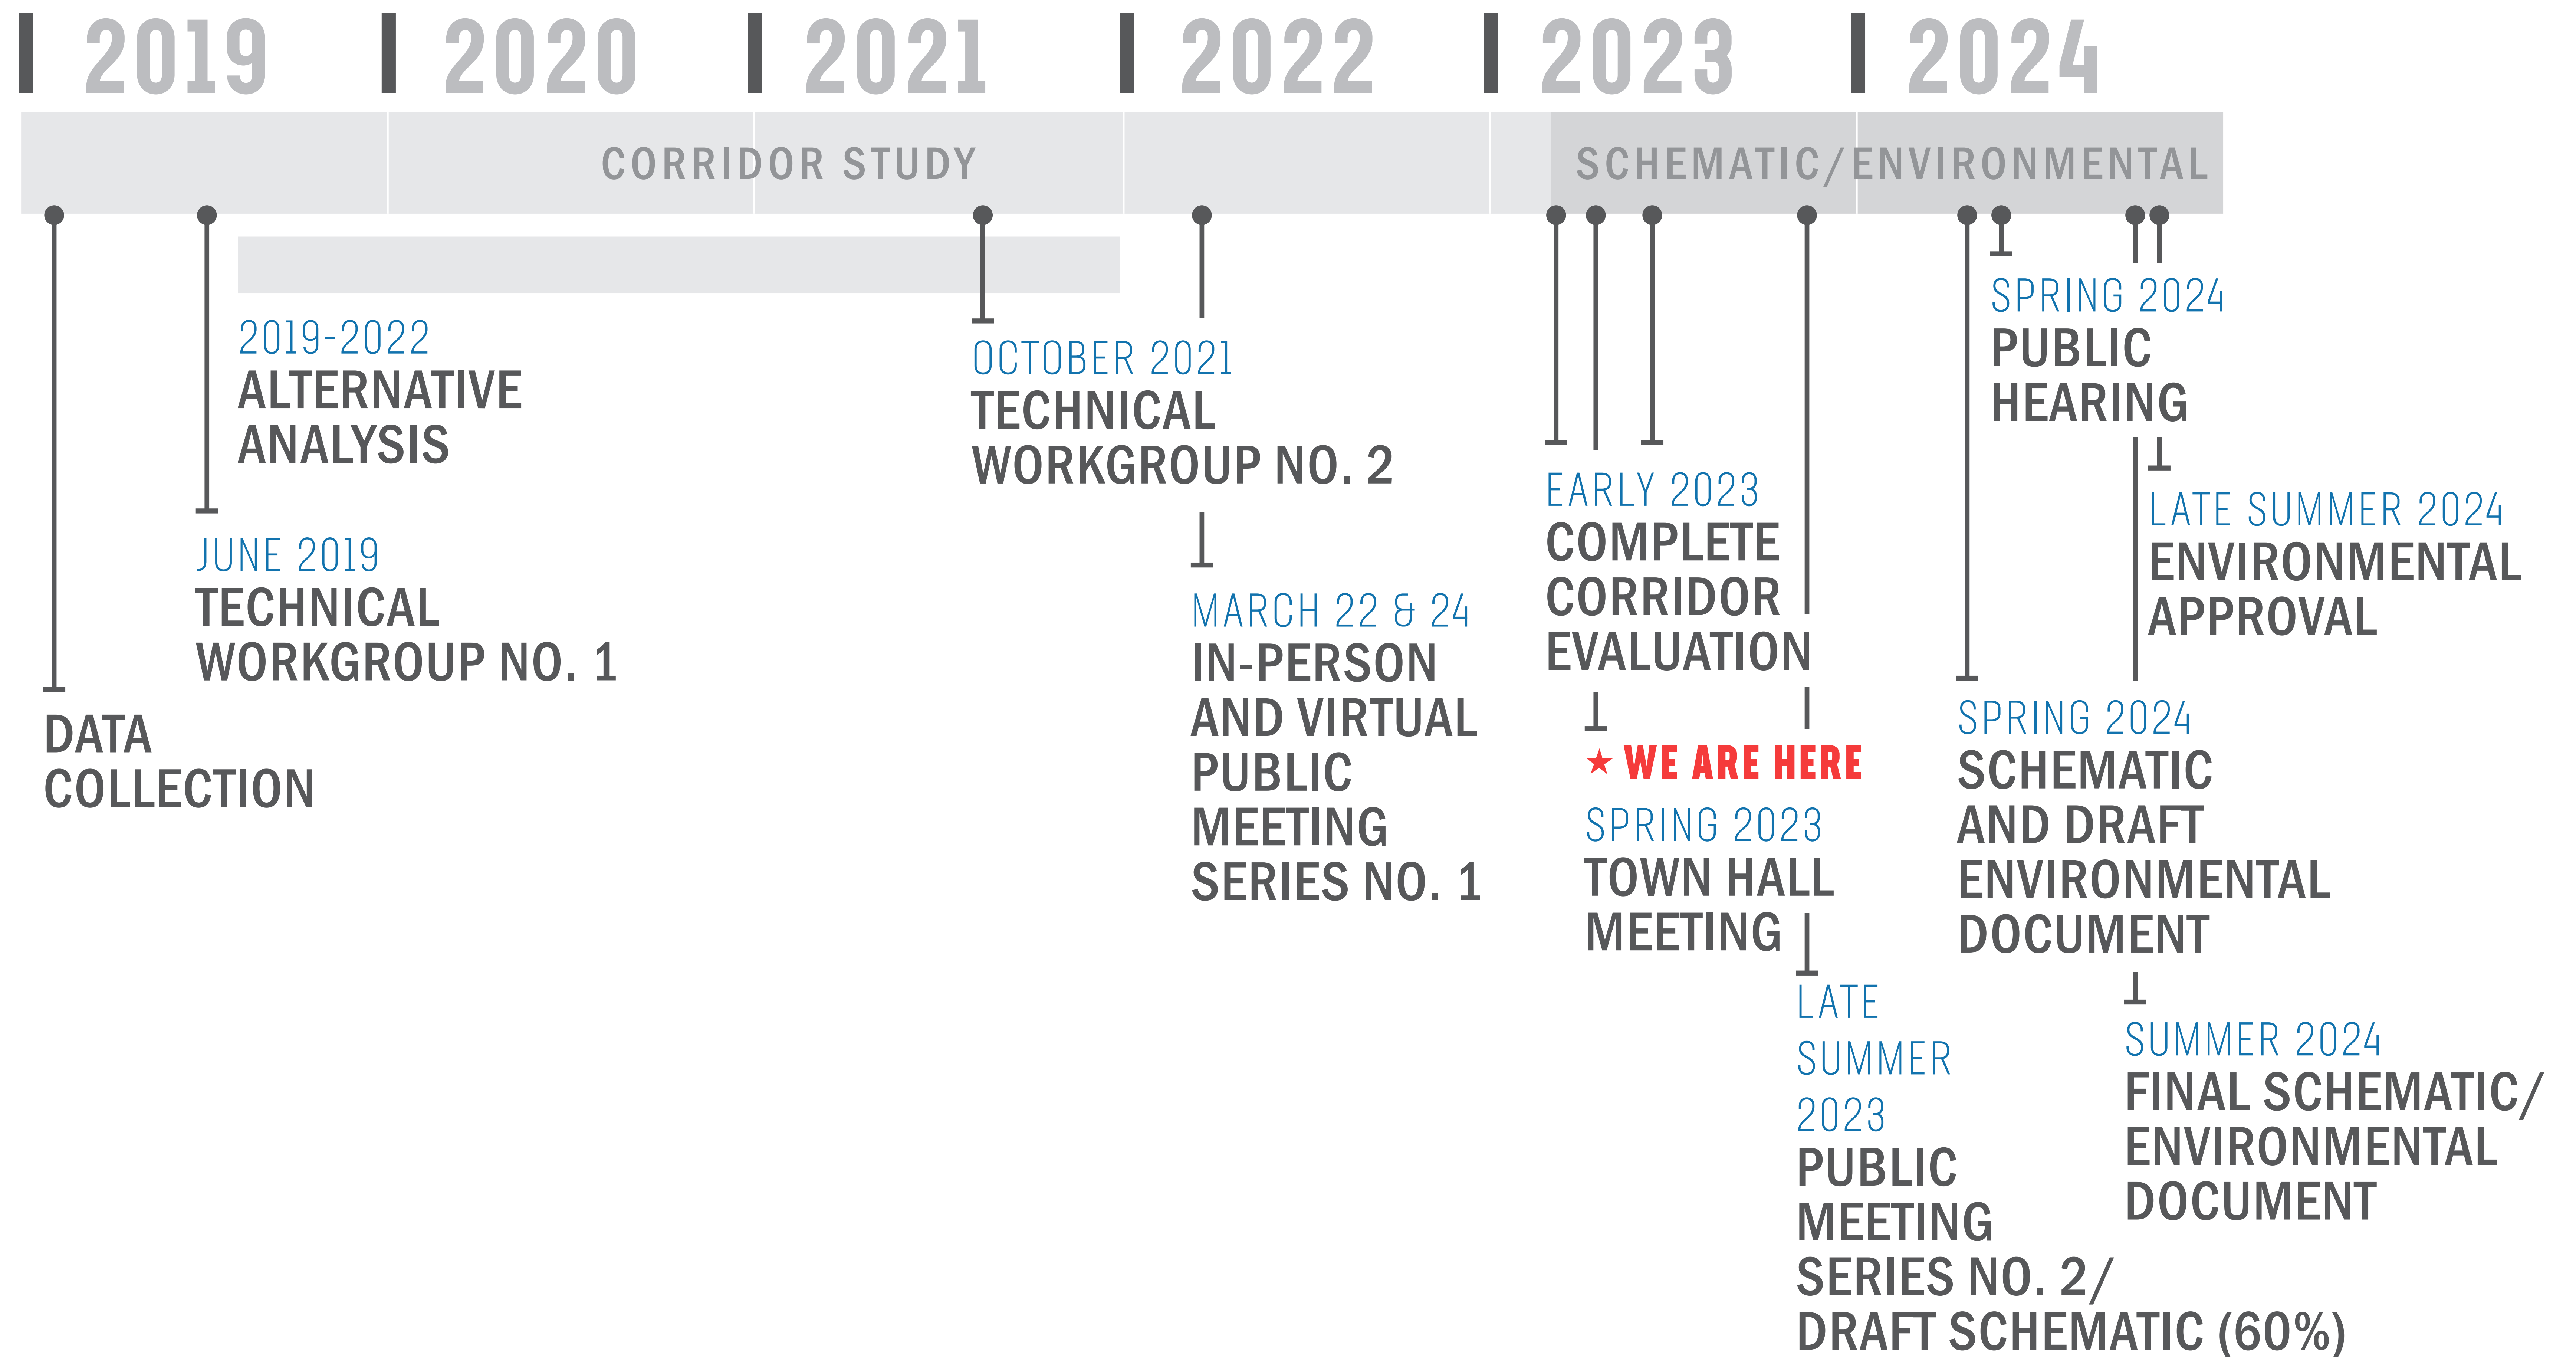 2019
2020
2021
2022
2023
2024
CORRIDOR STUDY
SCHEMATIC/ENVIRONMENTAL
DATA
COLLECTION
JUNE 2019
TECHNICAL
WORKGROUP NO. 1
2019-2022
ALTERNATIVE
ANALYSIS
OCTOBER 2021
TECHNICAL
WORKGROUP NO. 2
MARCH 22 & 24
IN-PERSON
AND VIRTUAL
PUBLIC
MEETING
SERIES NO. 1
EARLY 2023
COMPLETE
CORRIDOR
EVALUATION
★ WE ARE HERE
SPRING 2023
TOWN HALL
MEETING
LATE
SUMMER
2023
PUBLIC
MEETING
SERIES NO. 2/
DRAFT SCHEMATIC (60%)
SPRING 2024
SCHEMATIC
AND DRAFT
ENVIRONMENTAL
DOCUMENT
SPRING 2024
PUBLIC
HEARING
SUMMER 2024
FINAL SCHEMATIC/
ENVIRONMENTAL
DOCUMENT
LATE SUMMER 2024
ENVIRONMENTAL
APPROVAL